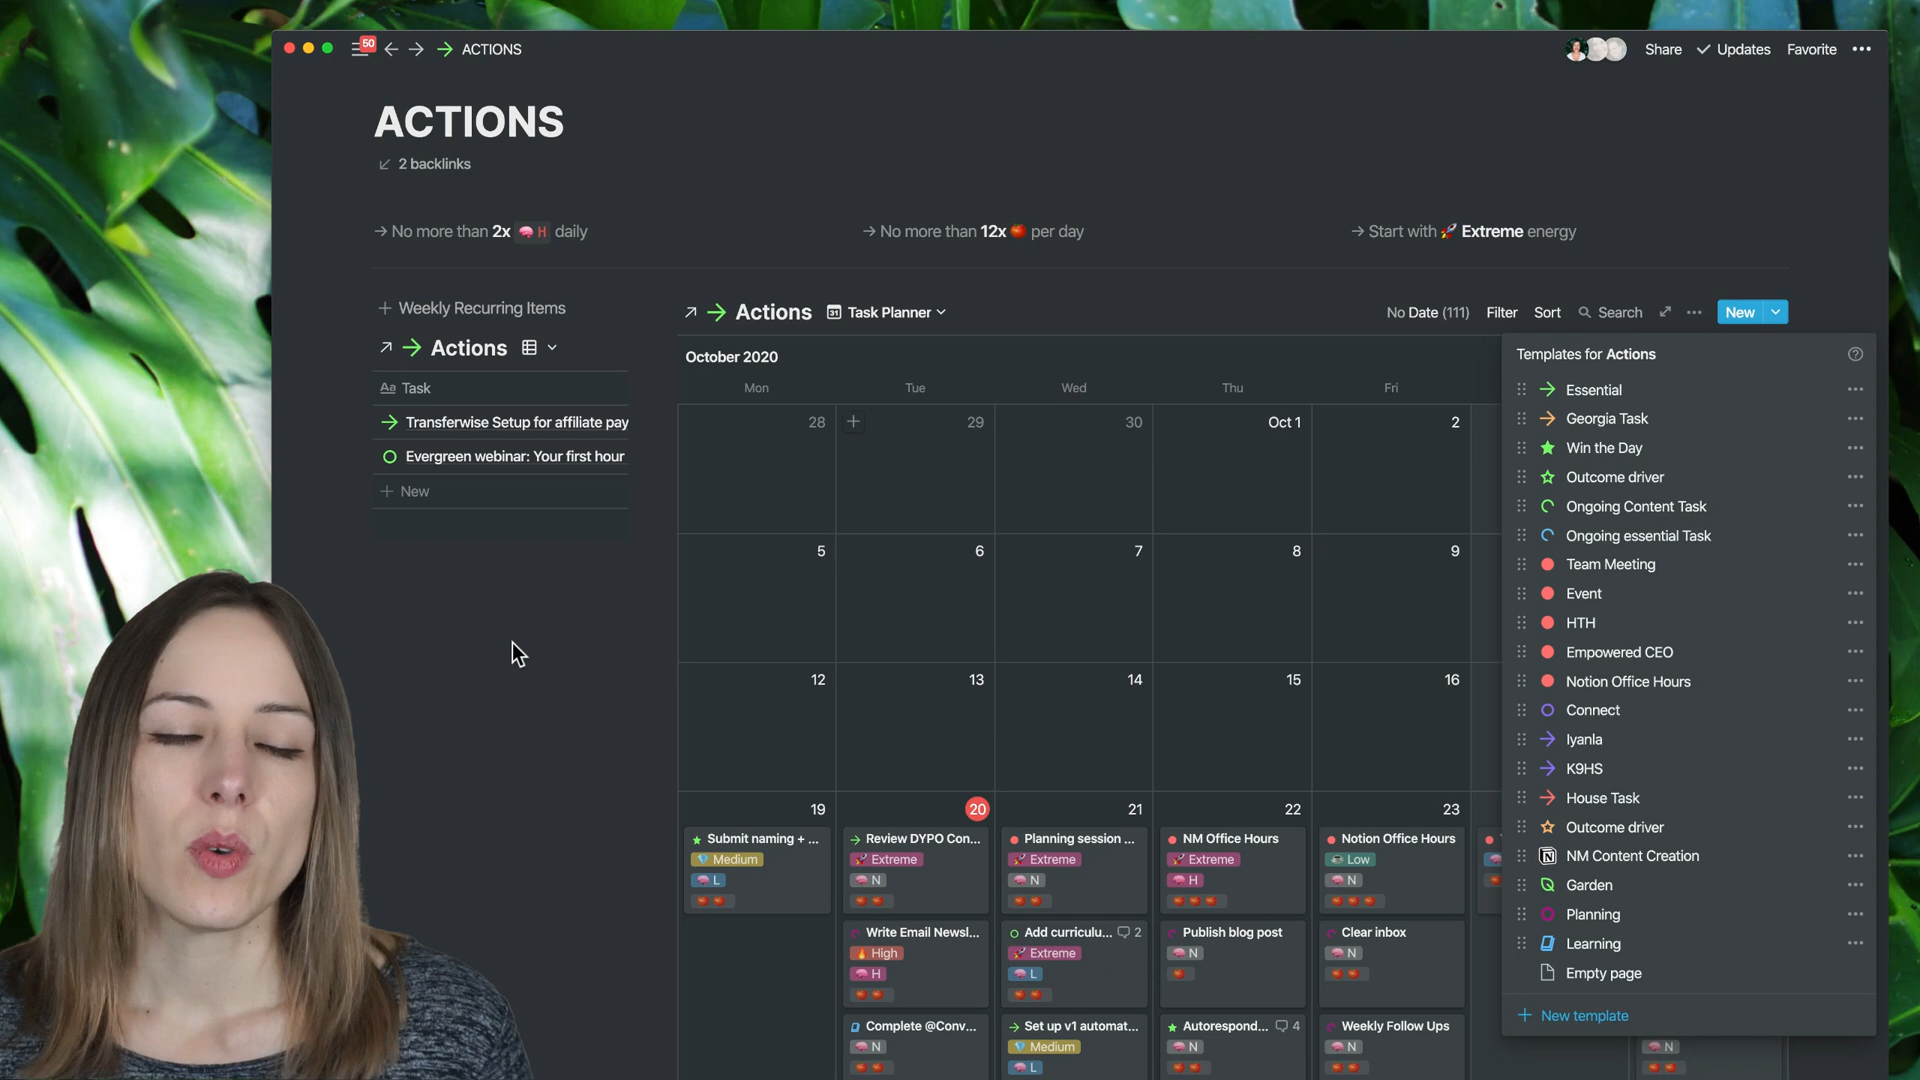 50
ACTIONS
Share
Updates
Favorite
ACTIONS
2 backlinks
→ No more than 2x H daily
→ No more than 12x per day
→ Start with Extreme energy
Weekly Recurring Items
Actions
Aa Task
Transferwise Setup for affiliate pay
Evergreen webinar: Your first hour
+ New
Actions
31 Task Planner
No Date (111)
Filter
Sort
Search
New
October 2020
Mon
Tue
Wed
Thu
Fri
28
29
30
Oct 1
2
5
6
7
8
9
12
13
14
15
16
19
20
21
22
23
Submit naming + ...
Medium
L
Review DYPO Con...
Extreme
N
Planning session ...
Extreme
N
NM Office Hours
Extreme
H
Notion Office Hours
Low
N
Write Email Newsl...
High
H
Add curriculu... 2
Extreme
L
Publish blog post
N
Clear inbox
N
Complete @Conv...
N
Set up v1 automat...
Medium
L
Autorespond... 4
N
Weekly Follow Ups
N
N
Templates for Actions
Essential
Georgia Task
Win the Day
Outcome driver
Ongoing Content Task
Ongoing essential Task
Team Meeting
Event
HTH
Empowered CEO
Notion Office Hours
Connect
Iyanla
K9HS
House Task
Outcome driver
NM Content Creation
Garden
Planning
Learning
Empty page
+ New template